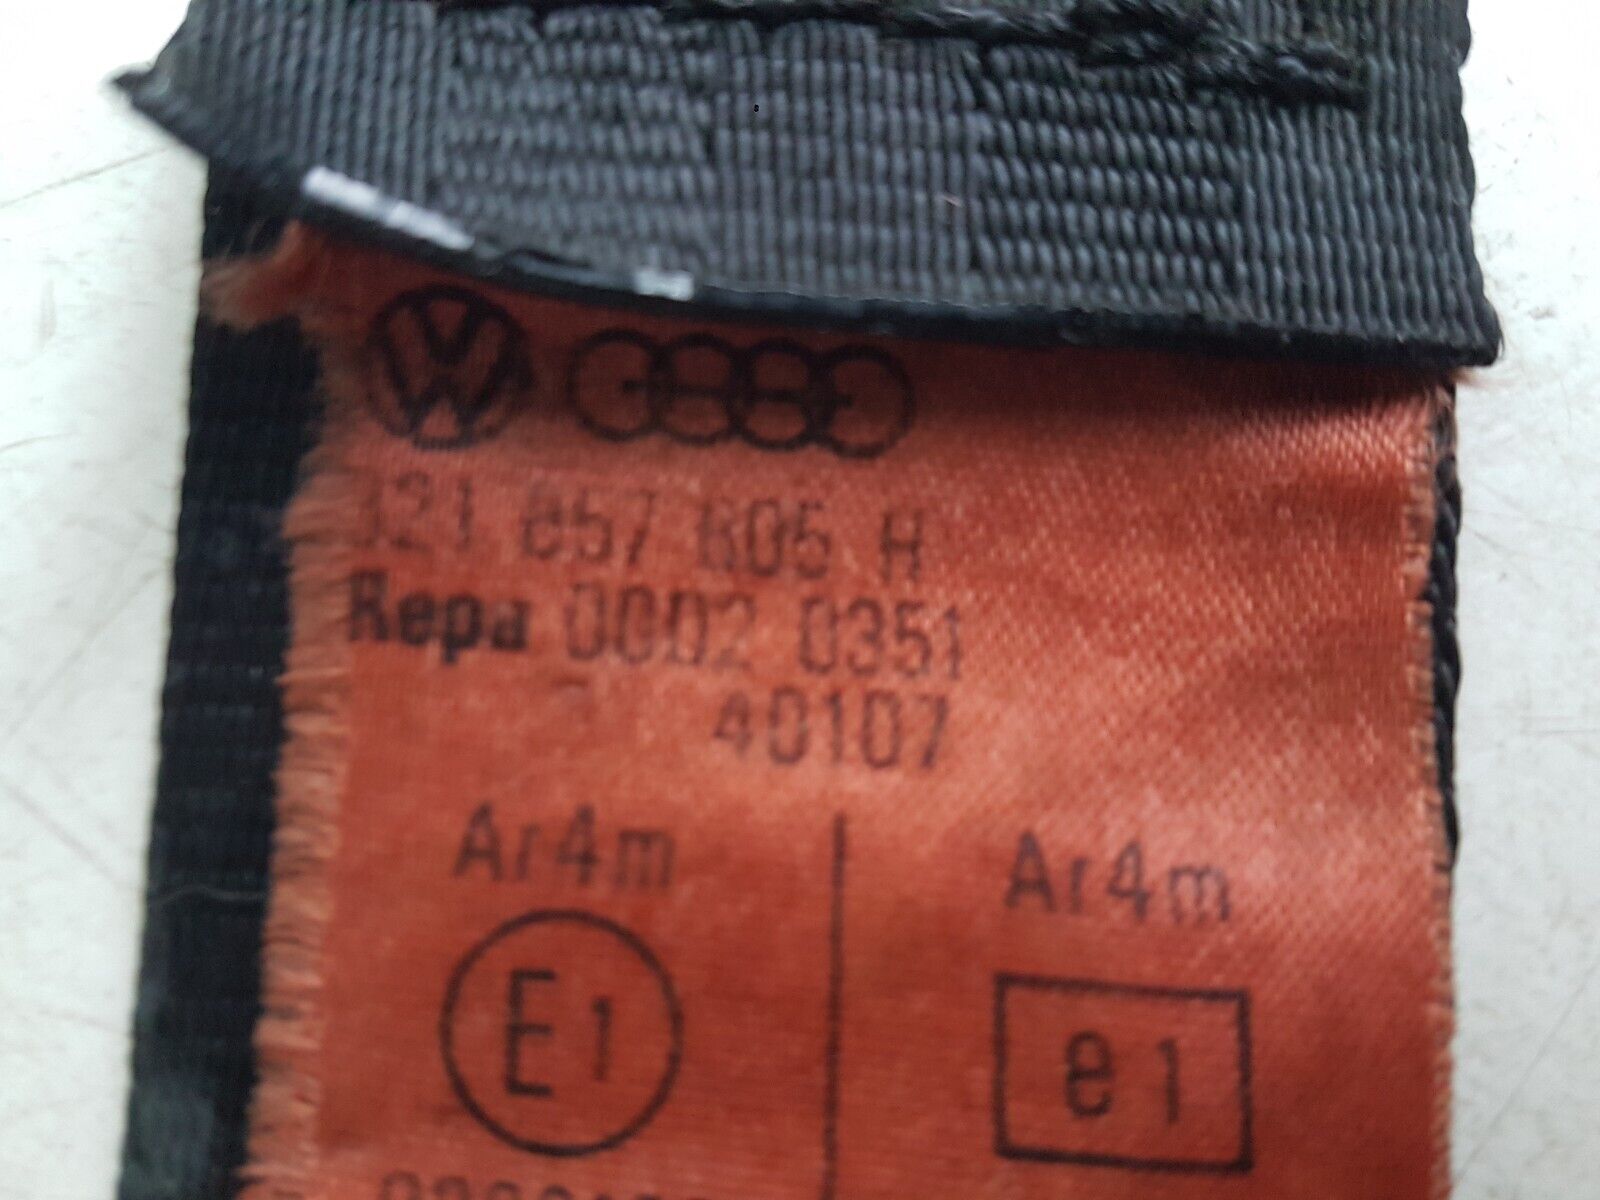 321 857 805 H
Repa 0002 0351
40107
Ar4m Ar4m
E1 e1